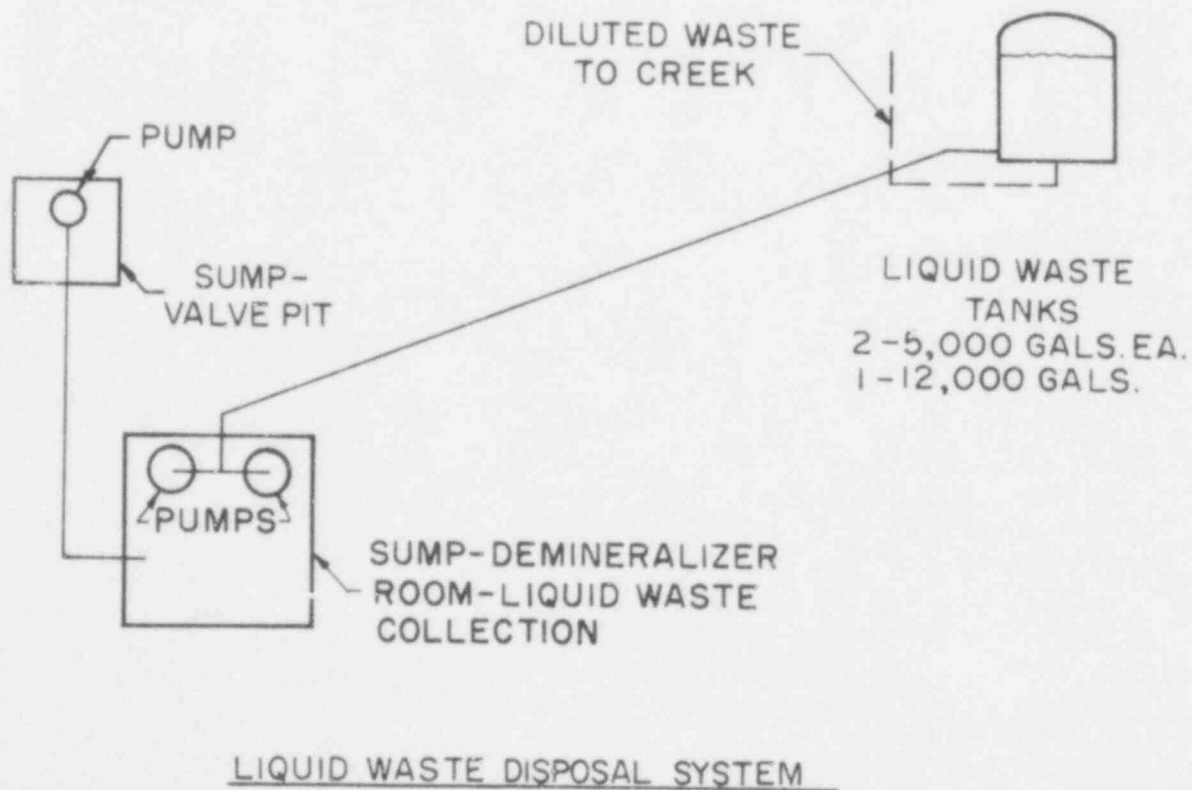 DILUTED WASTE
TO CREEK
PUMP
SUMP-
VALVE PIT
LIQUID WASTE
TANKS
2-5,000 GALS. EA.
1-12,000 GALS.
PUMPS
SUMP-DEMINERALIZER
ROOM-LIQUID WASTE
COLLECTION
LIQUID WASTE DISPOSAL SYSTEM